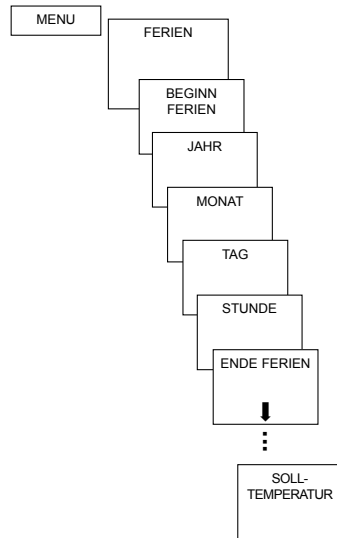 MENU
FERIEN
BEGINN
FERIEN
JAHR
MONAT
TAG
STUNDE
ENDE FERIEN
SOLL-
TEMPERATUR